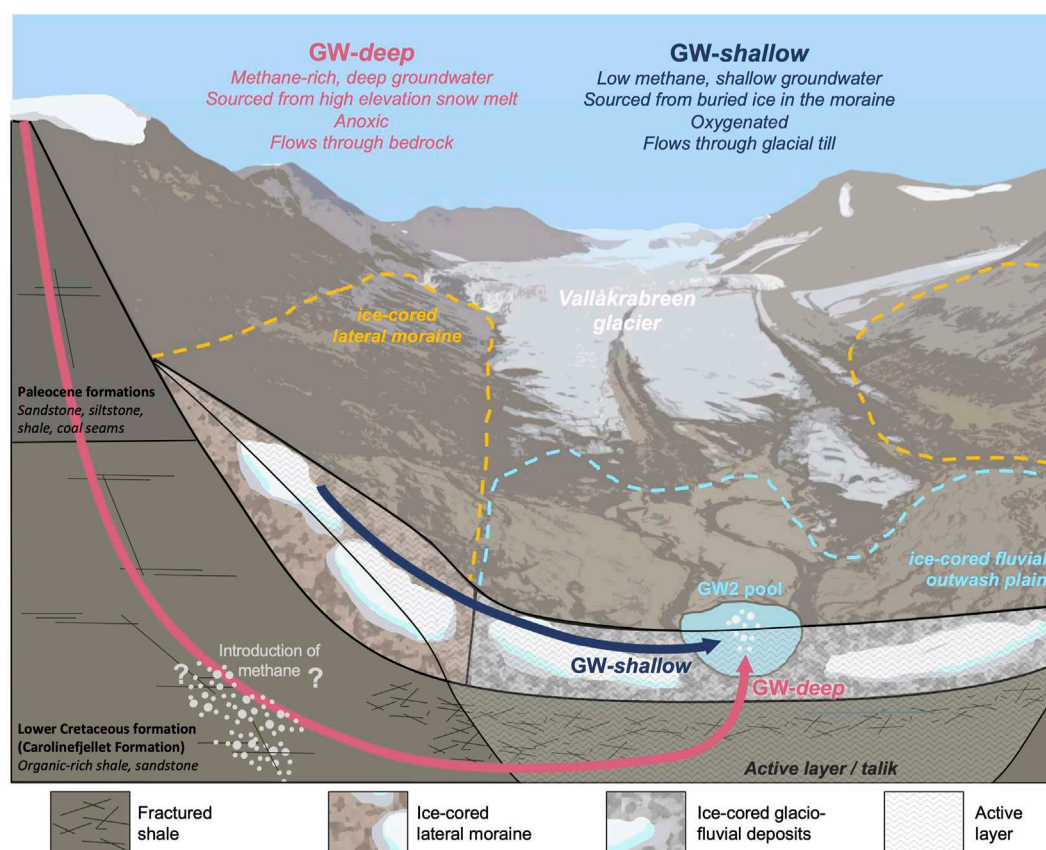 GW-deep
Methane-rich, deep groundwater
Sourced from high elevation snow melt
Anoxic
Flows through bedrock
GW-shallow
Low methane, shallow groundwater
Sourced from buried ice in the moraine
Oxygenated
Flows through glacial till
Vallåkrabreen
glacier
ice-cored
lateral moraine
Paleocene formations
Sandstone, siltstone,
shale, coal seams
ice-cored fluvial
outwash plain
GW2 pool
GW-shallow
GW-deep
Introduction of
methane
?
?
Lower Cretaceous formation
(Carolinefjellet Formation)
Organic-rich shale, sandstone
Active layer / talik
Fractured
shale
Ice-cored
lateral moraine
Ice-cored glacio-
fluvial deposits
Active
layer